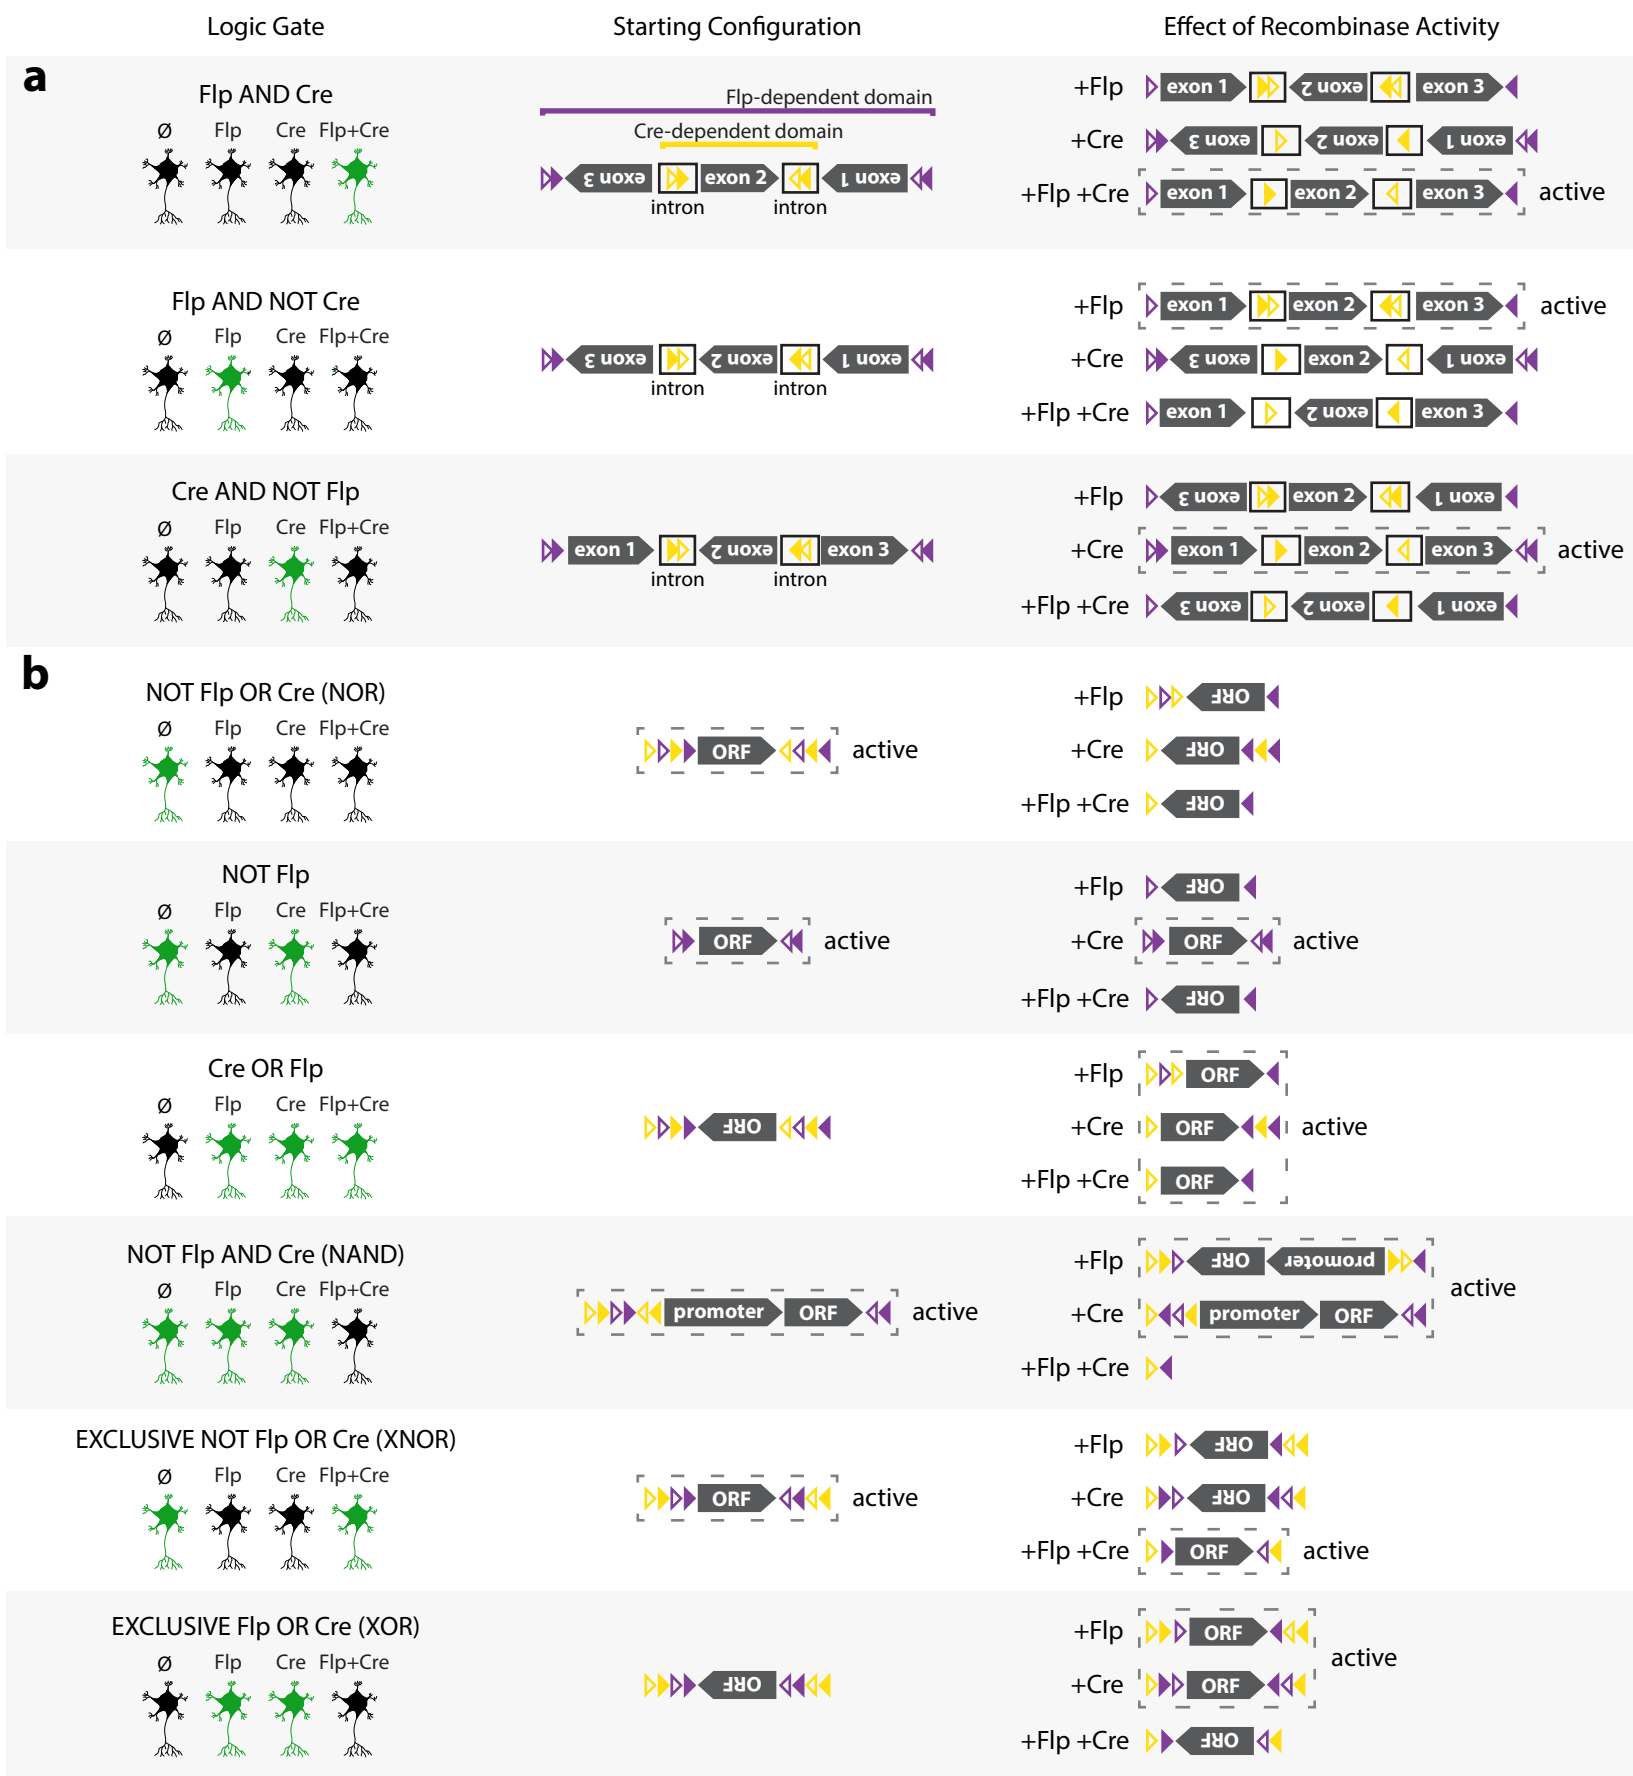 Logic Gate Starting Configuration Effect of Recombinase Activity
a
Flp AND Cre
Ø Flp Cre Flp+Cre
Flp-dependent domain
Cre-dependent domain
exon 3 exon 2 exon 1
intron intron
+Flp exon 1 exon 2 exon 3
+Cre exon 3 exon 2 exon 1
+Flp +Cre exon 1 exon 2 exon 3 active
Flp AND NOT Cre
Ø Flp Cre Flp+Cre
exon 3 exon 2 exon 1
intron intron
+Flp exon 1 exon 2 exon 3 active
+Cre exon 3 exon 2 exon 1
+Flp +Cre exon 1 exon 2 exon 3
Cre AND NOT Flp
Ø Flp Cre Flp+Cre
exon 1 exon 2 exon 3
intron intron
+Flp exon 3 exon 2 exon 1
+Cre exon 1 exon 2 exon 3 active
+Flp +Cre exon 3 exon 2 exon 1
b
NOT Flp OR Cre (NOR)
Ø Flp Cre Flp+Cre
ORF active
+Flp ORF
+Cre ORF
+Flp +Cre ORF
NOT Flp
Ø Flp Cre Flp+Cre
ORF active
+Flp ORF
+Cre ORF active
+Flp +Cre ORF
Cre OR Flp
Ø Flp Cre Flp+Cre
ORF
+Flp ORF
+Cre ORF active
+Flp +Cre ORF
NOT Flp AND Cre (NAND)
Ø Flp Cre Flp+Cre
promoter ORF active
+Flp ORF promoter
active
+Cre promoter ORF
+Flp +Cre
EXCLUSIVE NOT Flp OR Cre (XNOR)
Ø Flp Cre Flp+Cre
ORF active
+Flp ORF
+Cre ORF
+Flp +Cre ORF active
EXCLUSIVE Flp OR Cre (XOR)
Ø Flp Cre Flp+Cre
ORF
+Flp ORF
active
+Cre ORF
+Flp +Cre ORF